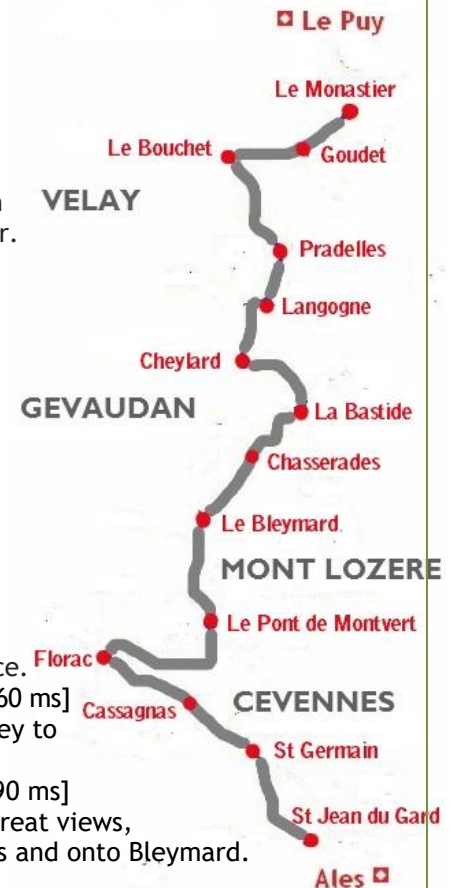 Le Puy
Le Monastier
Le Bouchet
Goudet
VELAY
r.
Pradelles
Langogne
Cheylard
GEVAUDAN
La Bastide
Chasserades
Le Bleymard
MONT LOZERE
Le Pont de Montvert
ce.
Florac
60 ms]
CEVENNES
Cassagnas
ey to
St Germain
90 ms]
reat views,
St Jean du Gard
s and onto Bleymard.
Ales